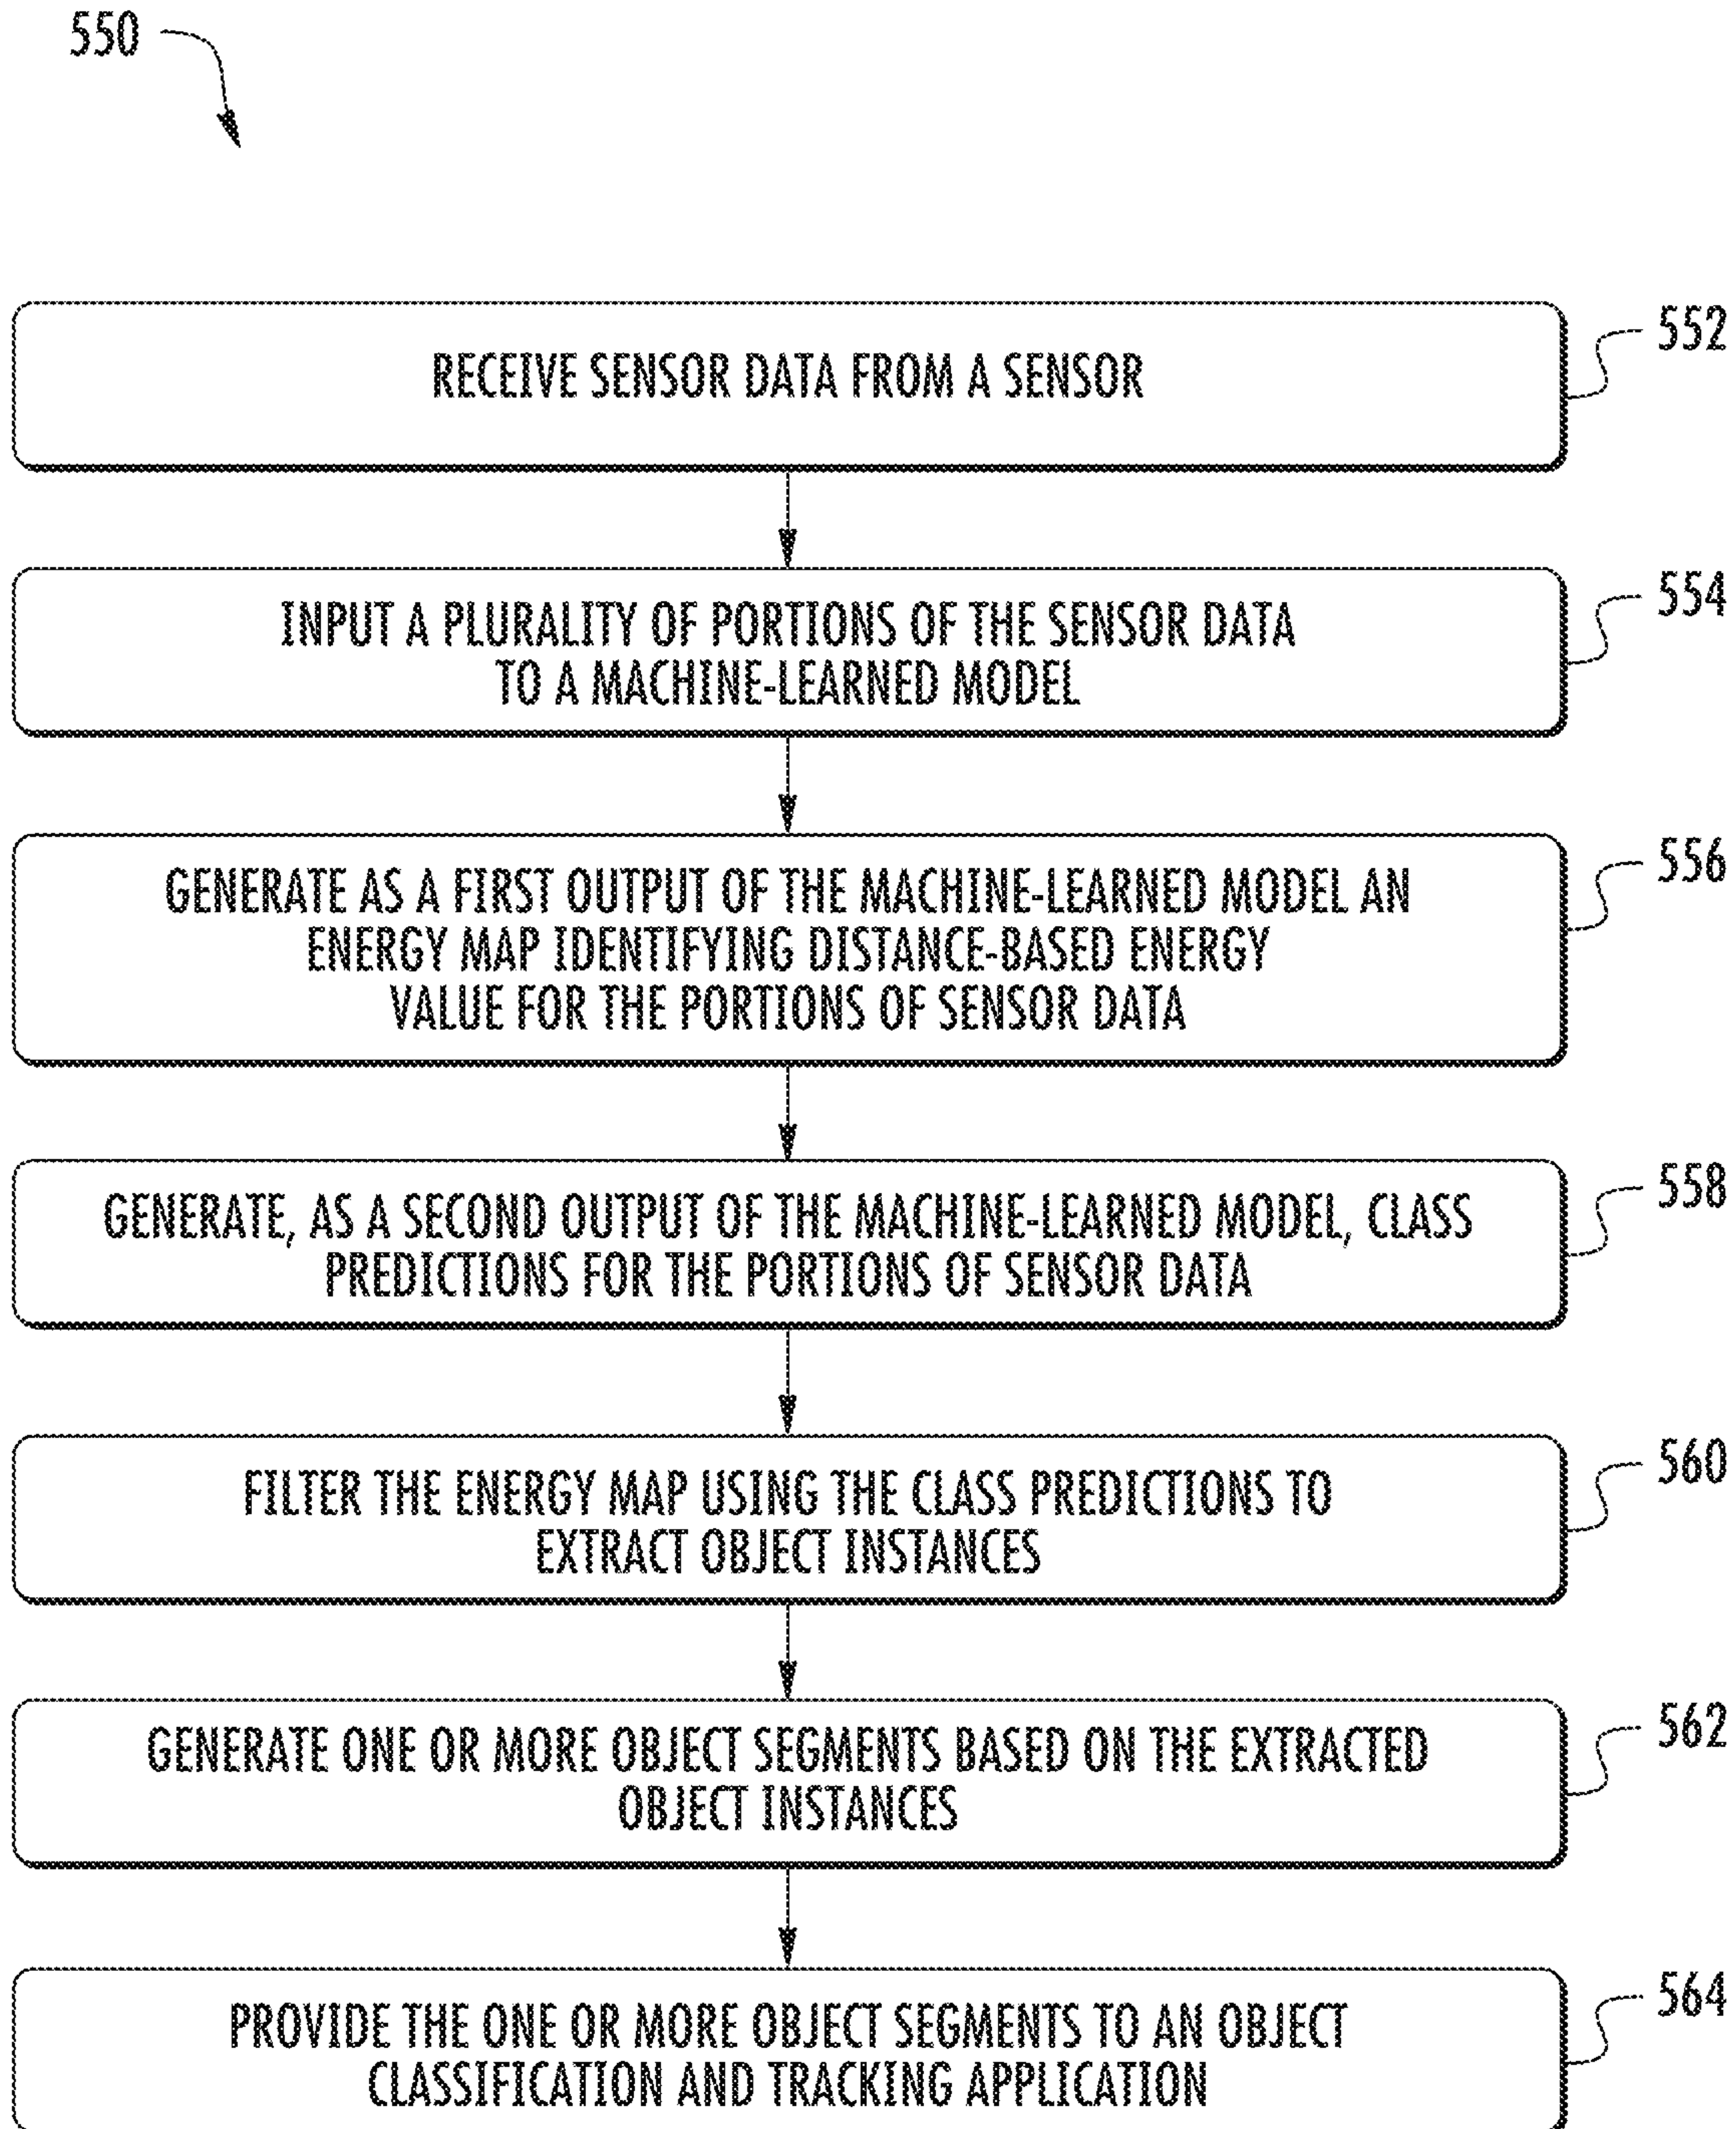 550
RECEIVE SENSOR DATA FROM A SENSOR
552
INPUT A PLURALITY OF PORTIONS OF THE SENSOR DATA
TO A MACHINE-LEARNED MODEL
554
GENERATE AS A FIRST OUTPUT OF THE MACHINE-LEARNED MODEL AN
ENERGY MAP IDENTIFYING DISTANCE-BASED ENERGY
VALUE FOR THE PORTIONS OF SENSOR DATA
556
GENERATE, AS A SECOND OUTPUT OF THE MACHINE-LEARNED MODEL, CLASS
PREDICTIONS FOR THE PORTIONS OF SENSOR DATA
558
FILTER THE ENERGY MAP USING THE CLASS PREDICTIONS TO
EXTRACT OBJECT INSTANCES
560
GENERATE ONE OR MORE OBJECT SEGMENTS BASED ON THE EXTRACTED
OBJECT INSTANCES
562
PROVIDE THE ONE OR MORE OBJECT SEGMENTS TO AN OBJECT
CLASSIFICATION AND TRACKING APPLICATION
564